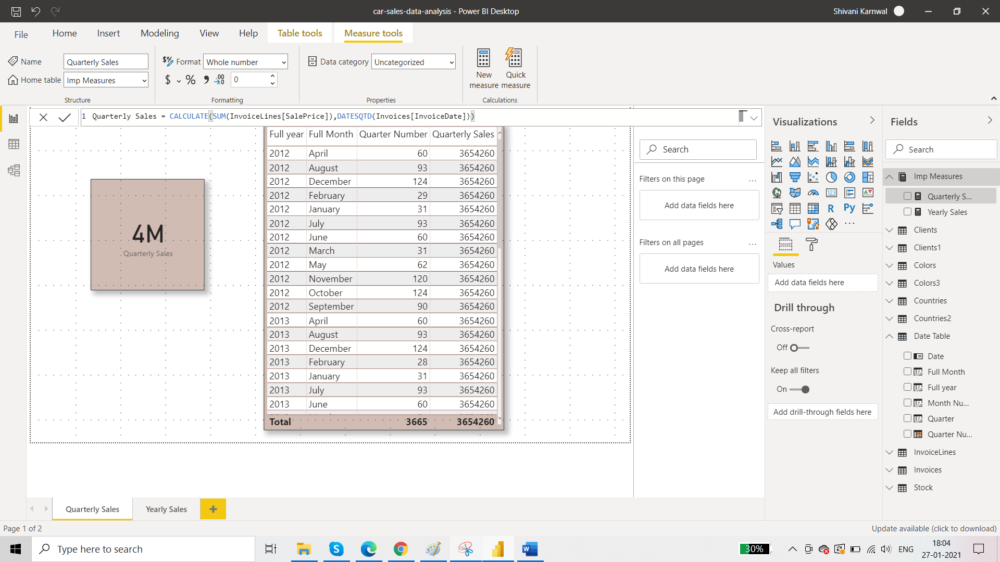 car-sales-data-analysis - Power BI Desktop
Shivani Karnwal
File Home Insert Modeling View Help Table tools Measure tools
Name Quarterly Sales
Home table Imp Measures
Structure
$% Format Whole number
$ % 9 .00 0
Formatting
Data category Uncategorized
Properties
New measure
Quick measure
Calculations
1 Quarterly Sales = CALCULATE(SUM(InvoiceLines[SalePrice]),DATESQTD(Invoices[InvoiceDate]))
4M
Quarterly Sales
Full year Full Month Quarter Number Quarterly Sales
2012 April 60 3654260
2012 August 93 3654260
2012 December 124 3654260
2012 February 29 3654260
2012 January 31 3654260
2012 July 93 3654260
2012 June 60 3654260
2012 March 31 3654260
2012 May 62 3654260
2012 November 120 3654260
2012 October 124 3654260
2012 September 90 3654260
2013 April 60 3654260
2013 August 93 3654260
2013 December 124 3654260
2013 February 28 3654260
2013 January 31 3654260
2013 July 93 3654260
2013 June 60 3654260
Total 3665 3654260
Search
Filters on this page ...
Add data fields here
Filters on all pages ...
Add data fields here
Visualizations
123
R Py
...
Values
Add data fields here
Drill through
Cross-report
Off
Keep all filters
On
Add drill-through fields here
Fields
Search
Imp Measures
Quarterly S...
Yearly Sales
Clients
Clients1
Colors
Colors3
Countries
Countries2
Date Table
Date
Full Month
Full year
Month Nu...
Quarter
Quarter Nu...
InvoiceLines
Invoices
Stock
Quarterly Sales Yearly Sales +
Page 1 of 2
Update available (click to download)
Type here to search
30%
ENG
18:04
27-01-2021